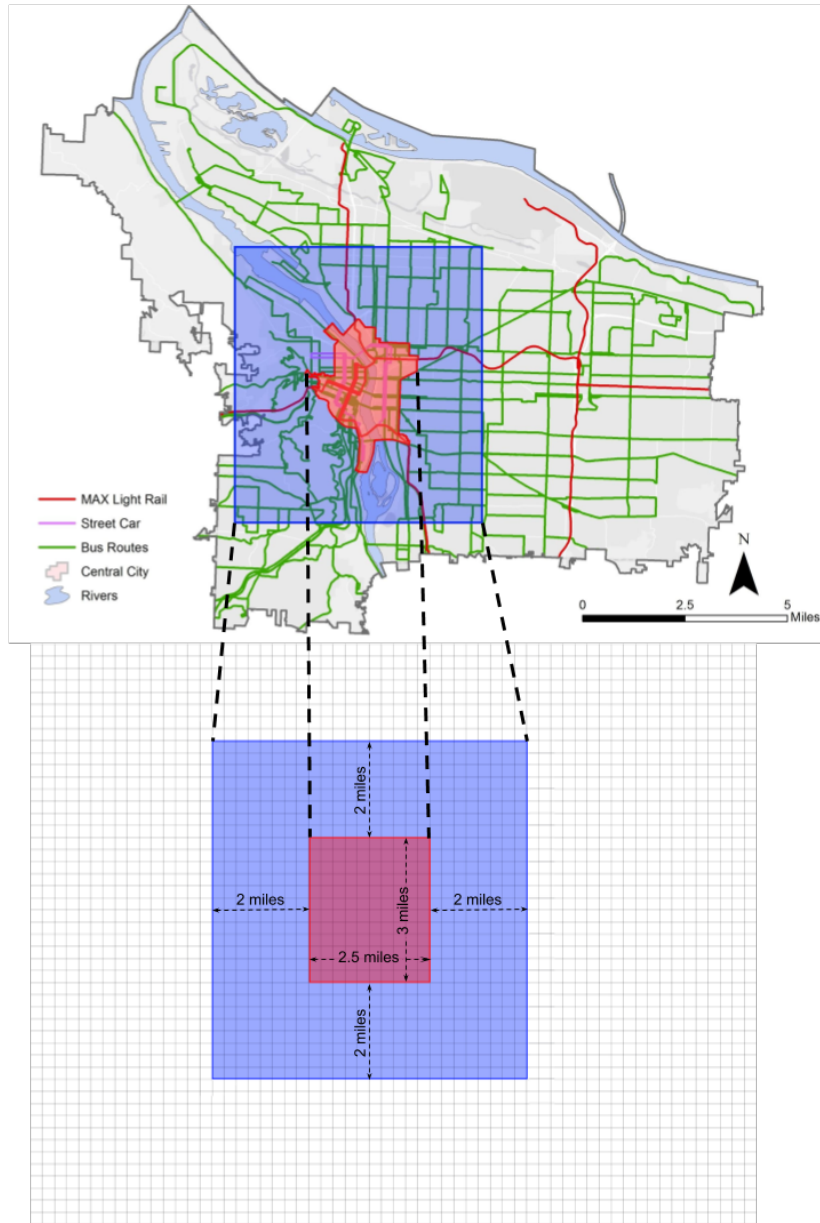 MAX Light Rail
Street Car
Bus Routes
Central City
Rivers
N
0 2.5 5
Miles
2 miles
2 miles
3 miles
2 miles
2.5 miles
2 miles